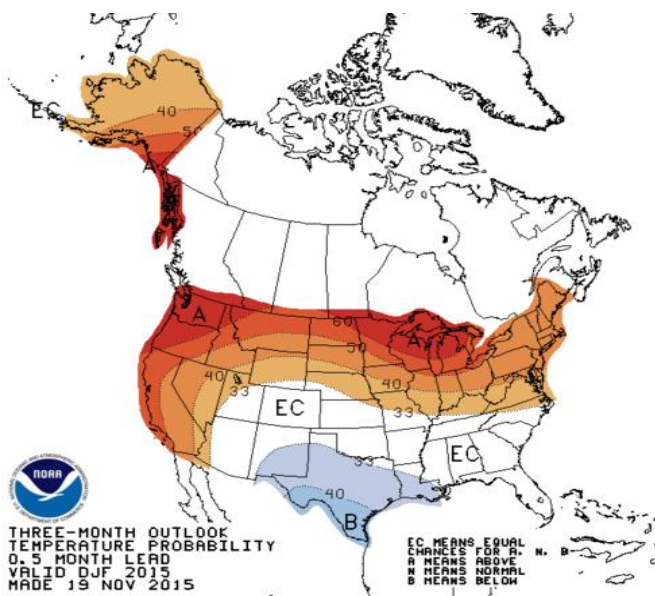 EC
40
50
A
A
60
50
A
40
33
EC
40
33
EC
33
40
B
NOAA
THREE-MONTH OUTLOOK
TEMPERATURE PROBABILITY
0.5 MONTH LEAD
VALID DJF 2015
MADE 19 NOV 2015
EC MEANS EQUAL
CHANCES FOR A, N, B
A MEANS ABOVE
N MEANS NORMAL
B MEANS BELOW